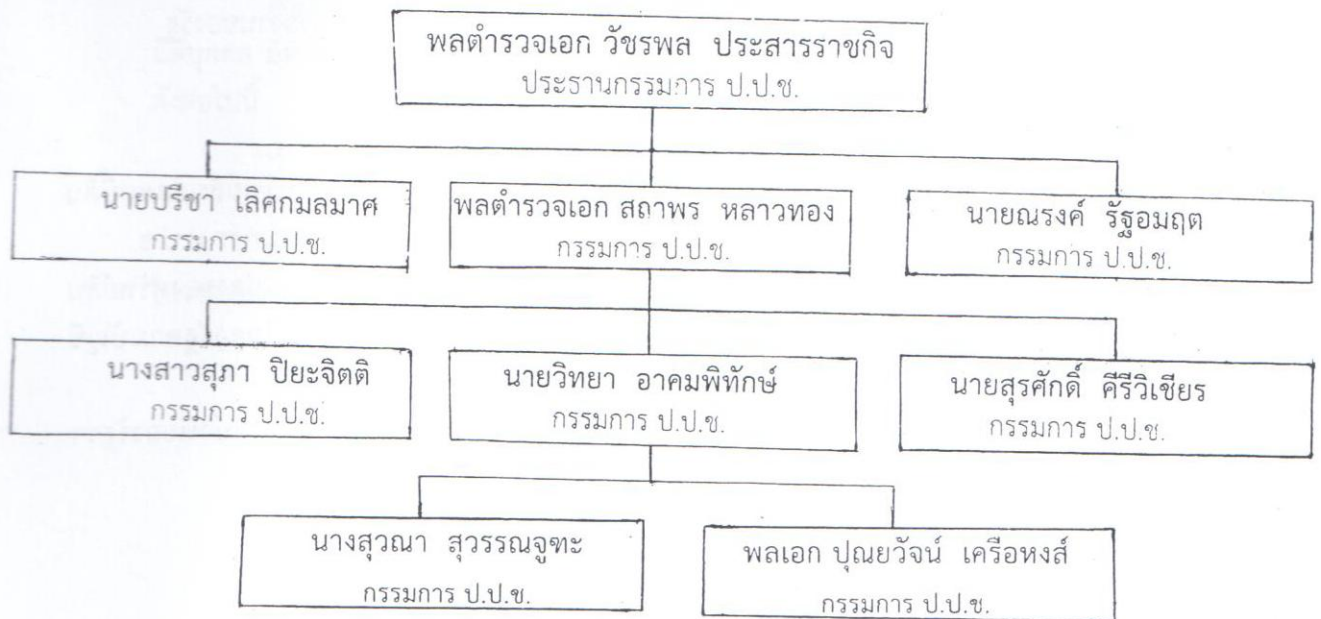 พลตำรวจเอก วัชรพล ประสารราชกิจ
ประธานกรรมการ ป.ป.ช.
นายปรีชา เลิศกมลมาศ
กรรมการ ป.ป.ช.
พลตำรวจเอก สถาพร หลาวทอง
กรรมการ ป.ป.ช.
นายณรงค์ รัฐอมฤต
กรรมการ ป.ป.ช.
นางสาวสุภา ปิยะจิตติ
กรรมการ ป.ป.ช.
นายวิทยา อาคมพิทักษ์
กรรมการ ป.ป.ช.
นายสุรศักดิ์ คีรีวิเชียร
กรรมการ ป.ป.ช.
นางสุวณา สุวรรณจูฑะ
กรรมการ ป.ป.ช.
พลเอก ปุณยวัจน์ เครือหงส์
กรรมการ ป.ป.ช.